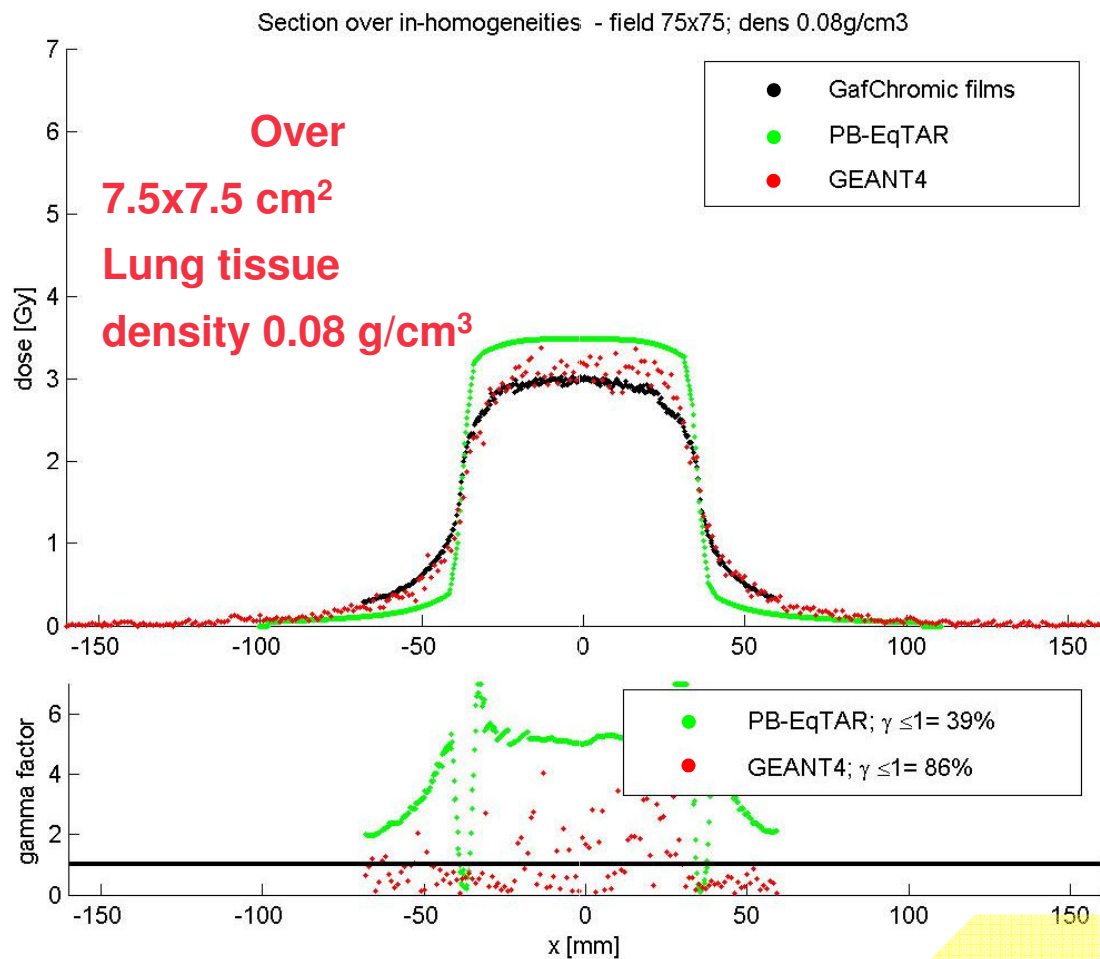 Section over in-homogeneities - field 75x75; dens 0.08g/cm3
7
6
5
4
3
2
1
0
dose [Gy]
Over
7.5x7.5 cm²
Lung tissue
density 0.08 g/cm³
GafChromic films
PB-EqTAR
GEANT4
-150 -100 -50 0 50 100 150
6
4
2
0
gamma factor
PB-EqTAR; γ ≤1= 39%
GEANT4; γ ≤1= 86%
-150 -100 -50 0 50 100 150
x [mm]